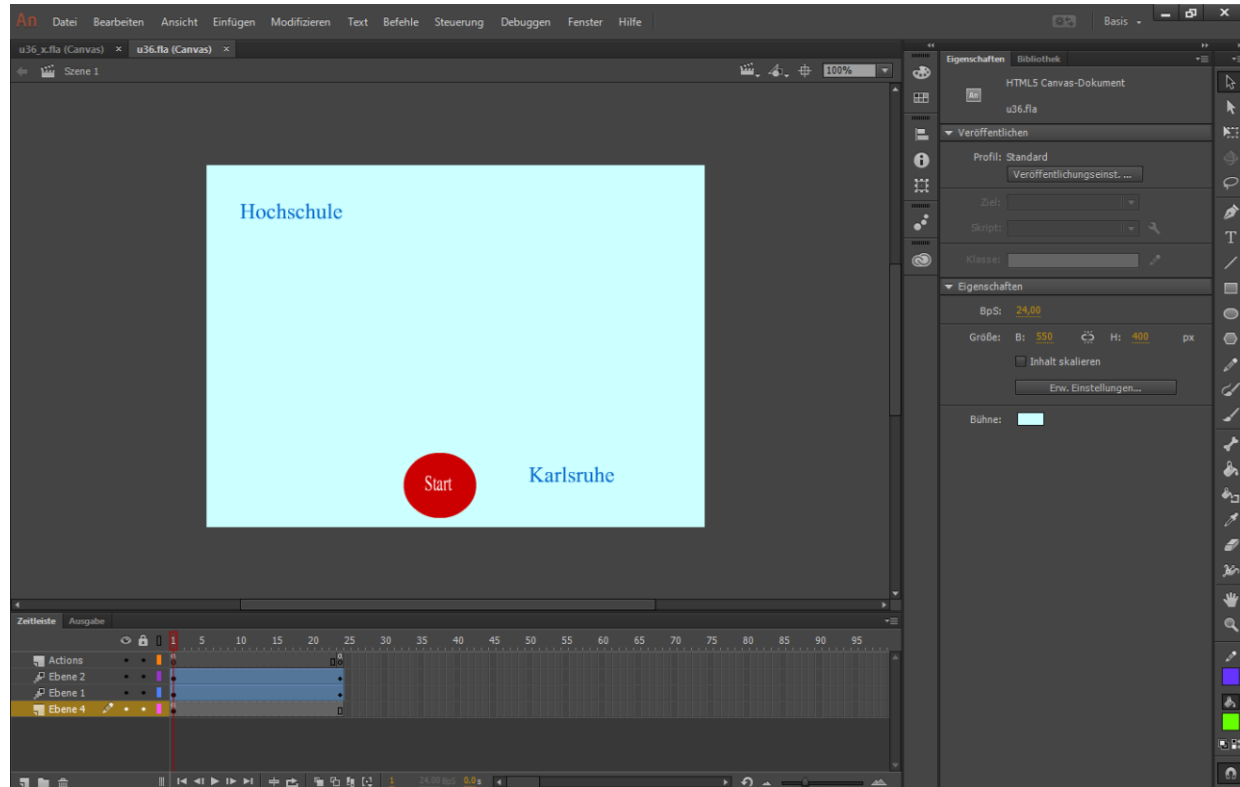 An Datei Bearbeiten Ansicht Einfügen Modifizieren Text Befehle Steuerung Debuggen Fenster Hilfe Basis
u36_x.fla (Canvas) × u36.fla (Canvas) ×
Szene 1 100%
Hochschule
Start
Karlsruhe
Eigenschaften Bibliothek
HTML5 Canvas-Dokument
An
u36.fla
Veröffentlichen
Profil: Standard
Veröffentlichungseinst. ...
Ziel:
Skript:
Klasse:
Eigenschaften
BpS: 24,00
Größe: B: 550 H: 400 px
Inhalt skalieren
Erw. Einstellungen...
Bühne:
Zeitleiste Ausgabe
1 5 10 15 20 25 30 35 40 45 50 55 60 65 70 75 80 85 90 95
Actions
Ebene 2
Ebene 1
Ebene 4
1 24,00 BpS 0,0 s